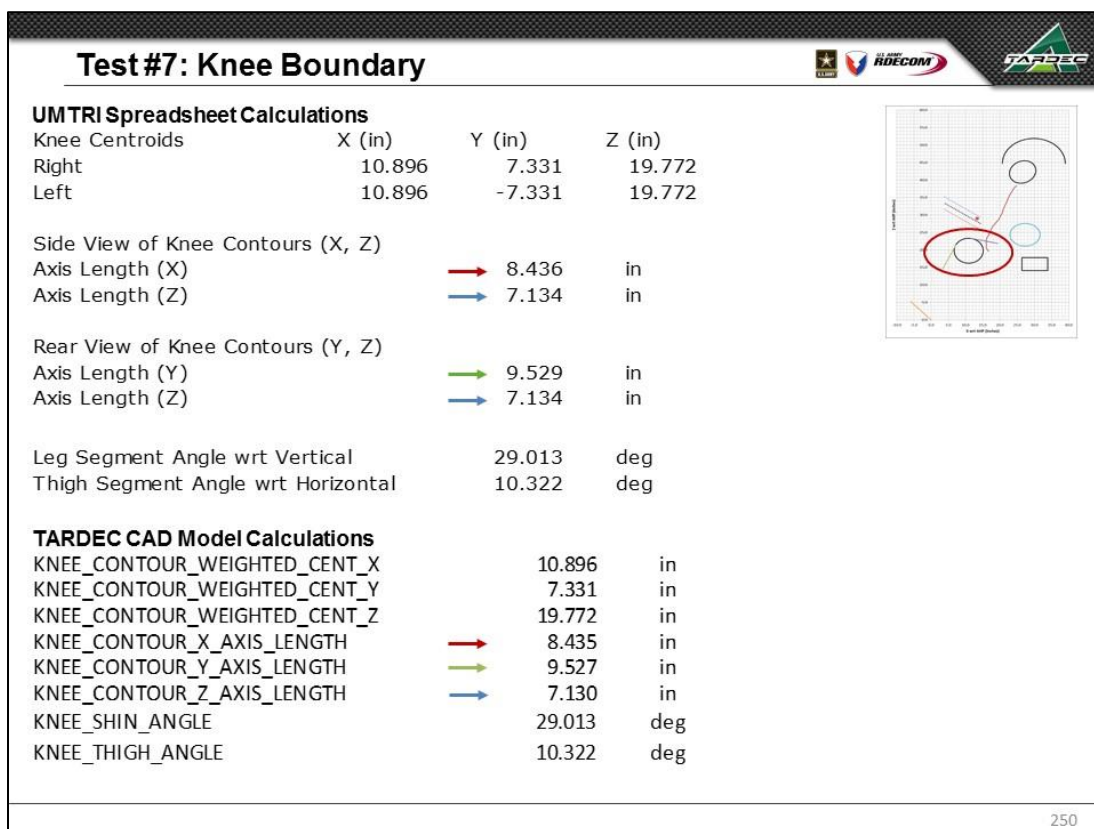 Test #7: Knee Boundary
U.S. ARMY
U.S. ARMY
RDECOM
TARDEC
UMTRI Spreadsheet Calculations
Knee Centroids X (in) Y (in) Z (in)
Right 10.896 7.331 19.772
Left 10.896 -7.331 19.772
Side View of Knee Contours (X, Z)
Axis Length (X) 8.436 in
Axis Length (Z) 7.134 in
Rear View of Knee Contours (Y, Z)
Axis Length (Y) 9.529 in
Axis Length (Z) 7.134 in
Leg Segment Angle wrt Vertical 29.013 deg
Thigh Segment Angle wrt Horizontal 10.322 deg
TARDEC CAD Model Calculations
KNEE_CONTOUR_WEIGHTED_CENT_X 10.896 in
KNEE_CONTOUR_WEIGHTED_CENT_Y 7.331 in
KNEE_CONTOUR_WEIGHTED_CENT_Z 19.772 in
KNEE_CONTOUR_X_AXIS_LENGTH 8.435 in
KNEE_CONTOUR_Y_AXIS_LENGTH 9.527 in
KNEE_CONTOUR_Z_AXIS_LENGTH 7.130 in
KNEE_SHIN_ANGLE 29.013 deg
KNEE_THIGH_ANGLE 10.322 deg
250